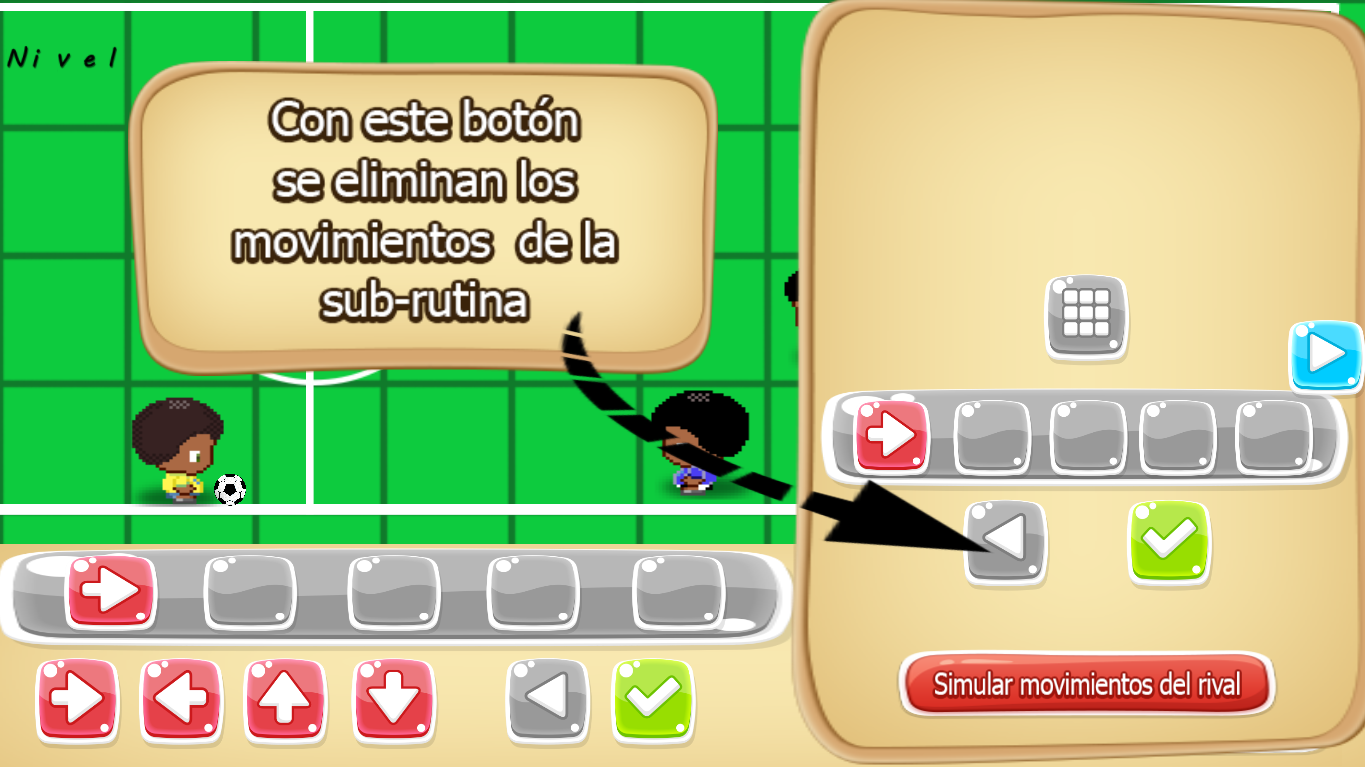 Nivel
Con este botón
se eliminan los
movimientos de la
sub-rutina
Simular movimientos del rival